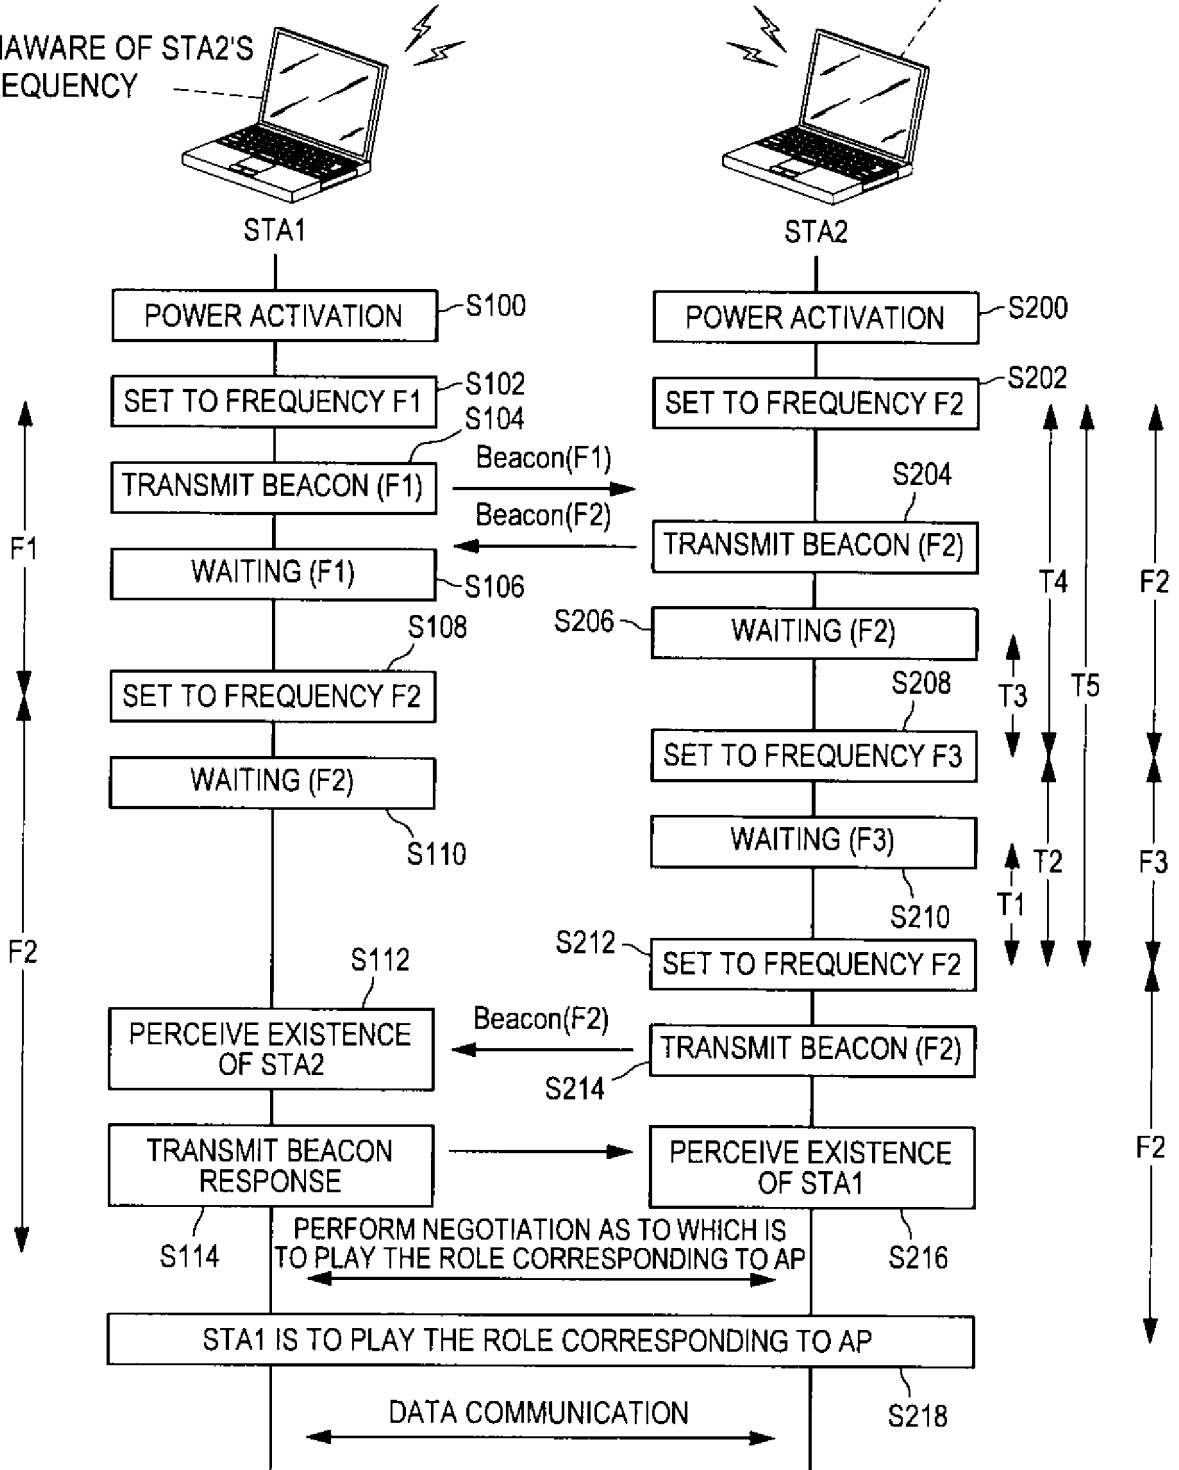 OF STA2'S
STA1
STA2
POWER ACTIVATION
S100
POWER ACTIVATION
S200
SET TO FREQUENCY F1
S102
SET TO FREQUENCY F2
S202
S104
TRANSMIT BEACON (F1)
Beacon(F1)
S204
Beacon(F2)
TRANSMIT BEACON (F2)
F1
WAITING (F1)
S106
T4
F2
S206
WAITING (F2)
S108
SET TO FREQUENCY F2
S208
T3
T5
SET TO FREQUENCY F3
WAITING (F2)
S110
WAITING (F3)
S210
T1
T2
F3
F2
S212
SET TO FREQUENCY F2
S112
PERCEIVE EXISTENCE
OF STA2
Beacon(F2)
TRANSMIT BEACON (F2)
S214
TRANSMIT BEACON
RESPONSE
PERCEIVE EXISTENCE
OF STA1
F2
S114
PERFORM NEGOTIATION AS TO WHICH IS
TO PLAY THE ROLE CORRESPONDING TO AP
S216
STA1 IS TO PLAY THE ROLE CORRESPONDING TO AP
S218
DATA COMMUNICATION